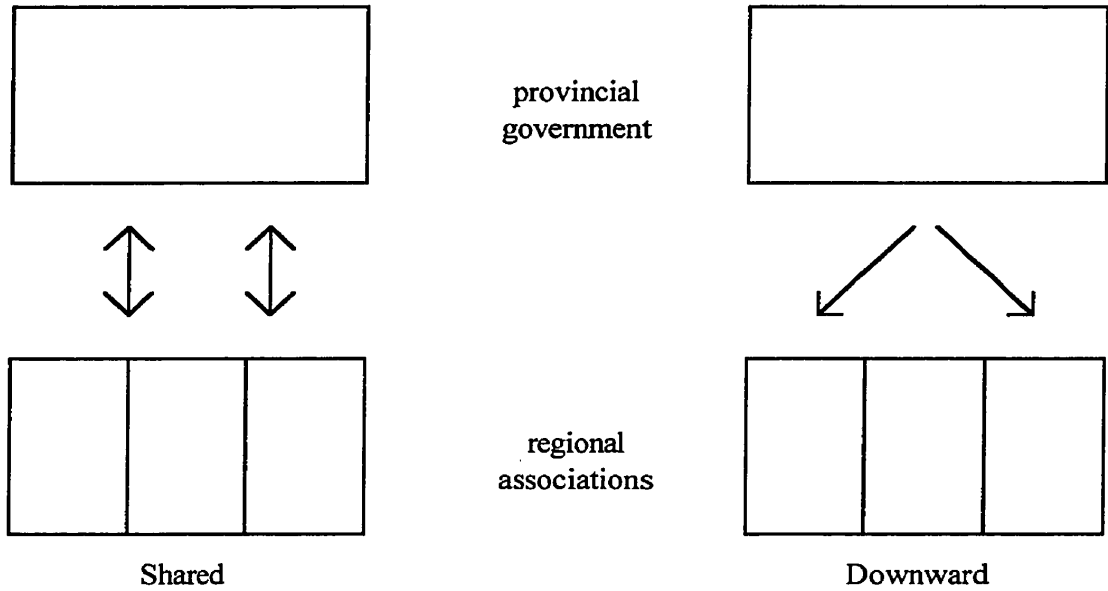 provincial
government
regional
associations
Shared
Downward